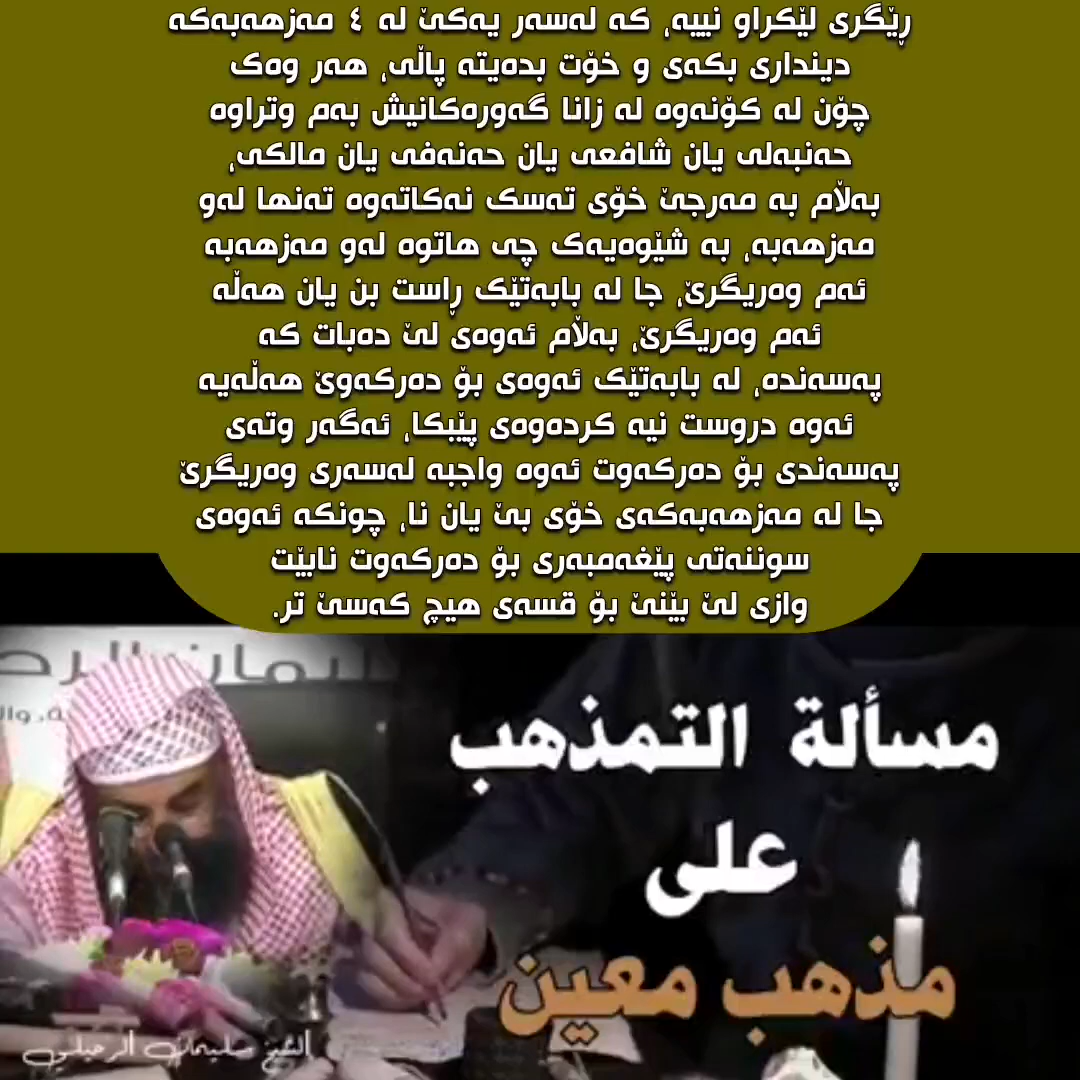 ڕێگری لێکراو نییە، کە لەسەر یەکێ لە ٤ مەزهەبەکە
دینداری بکەی و خۆت بدەیتە پاڵی، هەر وەک
چۆن لە کۆنەوە لە زانا گەورەکانیش بەم وتراوە
حەنبەلی یان شافعی یان حەنەفی یان مالکی،
بەڵام بە مەرجێ خۆی تەسک نەکاتەوە تەنها لەو
مەزهەبە، بە شێوەیەک چی هاتوە لەو مەزهەبە
ئەم وەریگرێ، جا لە بابەتێک ڕاست بن یان هەڵە
ئەم وەریگرێ، بەڵام ئەوەی لێ دەبات کە
پەسەندە، لە بابەتێک ئەوەی بۆ دەرکەوێ هەڵەیە
ئەوە دروست نیە کردەوەی پێبکا، ئەگەر وتەی
پەسەندی بۆ دەرکەوت ئەوە واجبە لەسەری وەریگرێ
جا لە مەزهەبەکەی خۆی بێ یان نا، چونکە ئەوەی
سوننەتی پێغەمبەری بۆ دەرکەوت نابێت
وازی لێ بێنێ بۆ قسەی هیچ کەسێ تر.
مسألة التمذهب
على
مذهب معين
الشيخ سليمان الرحيلي